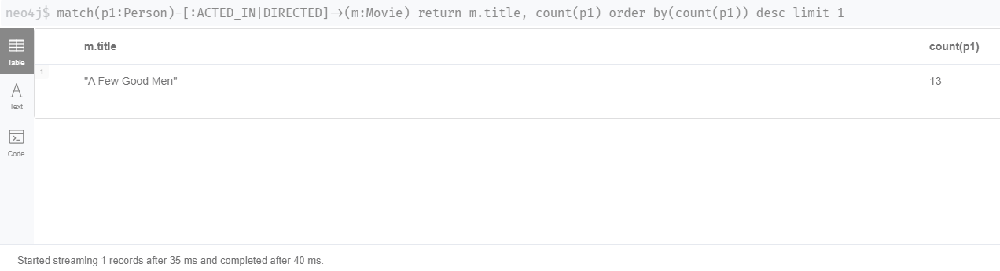 neo4j$ match(p1:Person)-[:ACTED_IN|DIRECTED]→(m:Movie) return m.title, count(p1) order by(count(p1)) desc limit 1
Table
m.title count(p1)
1
"A Few Good Men" 13
A
Text
Code
Started streaming 1 records after 35 ms and completed after 40 ms.